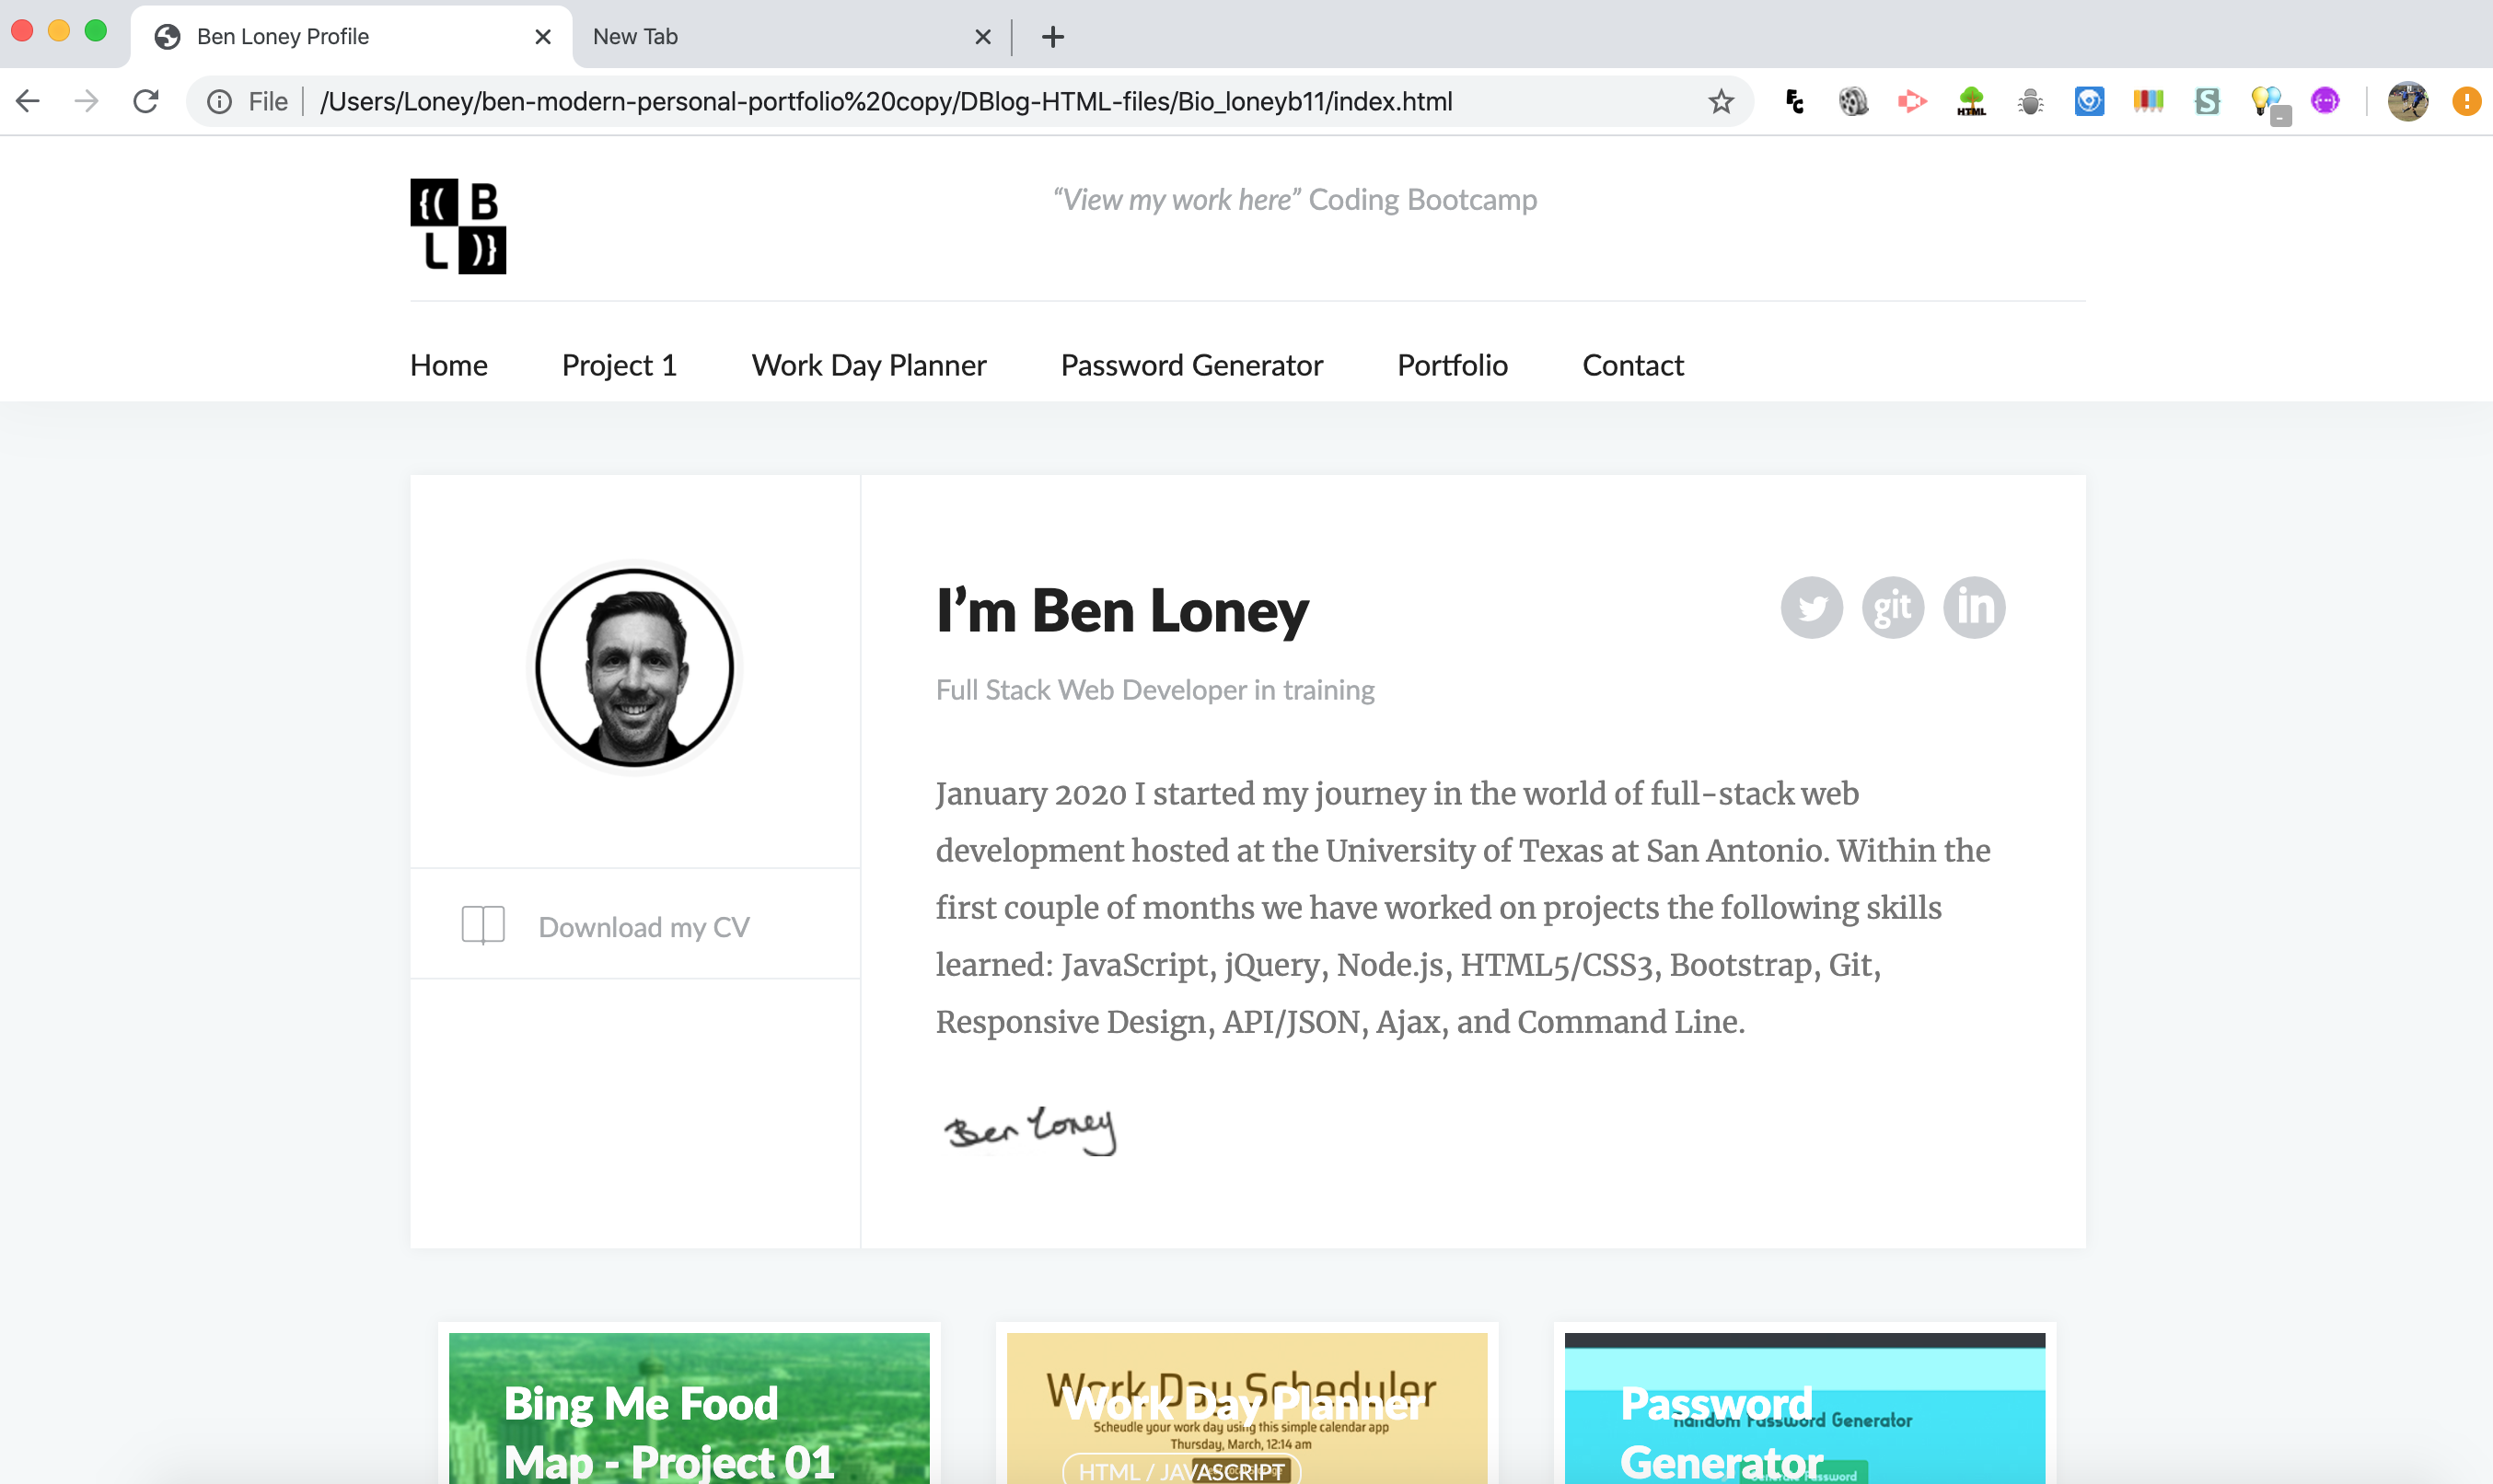 Ben Loney Profile
New Tab
File
/Users/Loney/ben-modern-personal-portfolio%20copy/DBlog-HTML-files/Bio_loneyb11/index.html
{( B
L )}
“View my work here” Coding Bootcamp
Home
Project 1
Work Day Planner
Password Generator
Portfolio
Contact
I’m Ben Loney
git
in
Full Stack Web Developer in training
January 2020 I started my journey in the world of full-stack web
development hosted at the University of Texas at San Antonio. Within the
first couple of months we have worked on projects the following skills
learned: JavaScript, jQuery, Node.js, HTML5/CSS3, Bootstrap, Git,
Responsive Design, API/JSON, Ajax, and Command Line.
Ben Loney
Download my CV
Bing Me Food
Map - Project 01
Work Day Scheduler
Work Day Planner
Scheudle your work day using this simple calendar app
Thursday, March, 12:14 am
HTML / JAVASCRIPT
Password
Generator
Random Password Generator
Generate Password